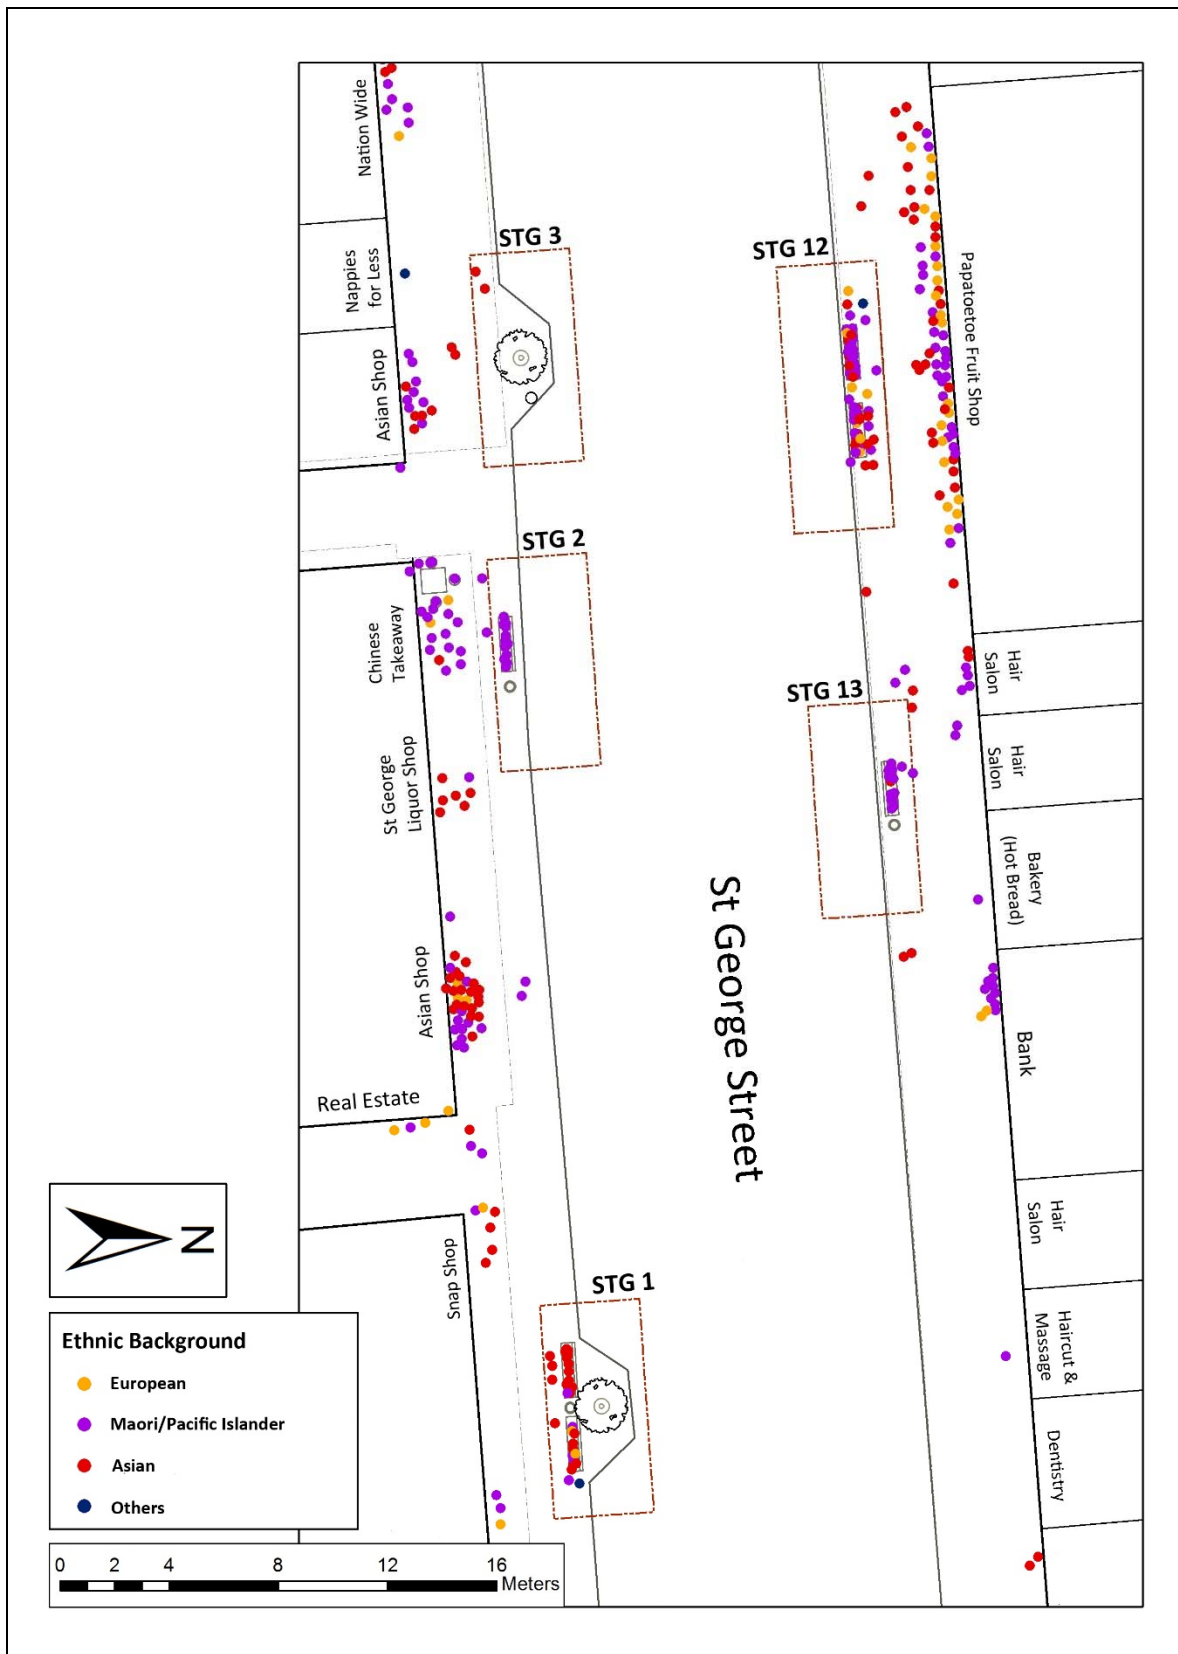 Nation Wide
Nappies
for Less
Asian Shop
STG 3
STG 12
Papatoetoe Fruit Shop
STG 2
Chinese
Takeaway
St George
Liquor Shop
STG 13
Hair
Salon
Hair
Salon
Bakery
(Hot Bread)
Asian Shop
St George Street
Bank
Real Estate
Hair
Salon
Snap Shop
STG 1
Haircut &
Massage
Dentistry
N
Ethnic Background
European
Maori/Pacific Islander
Asian
Others
0 2 4 8 12 16
Meters